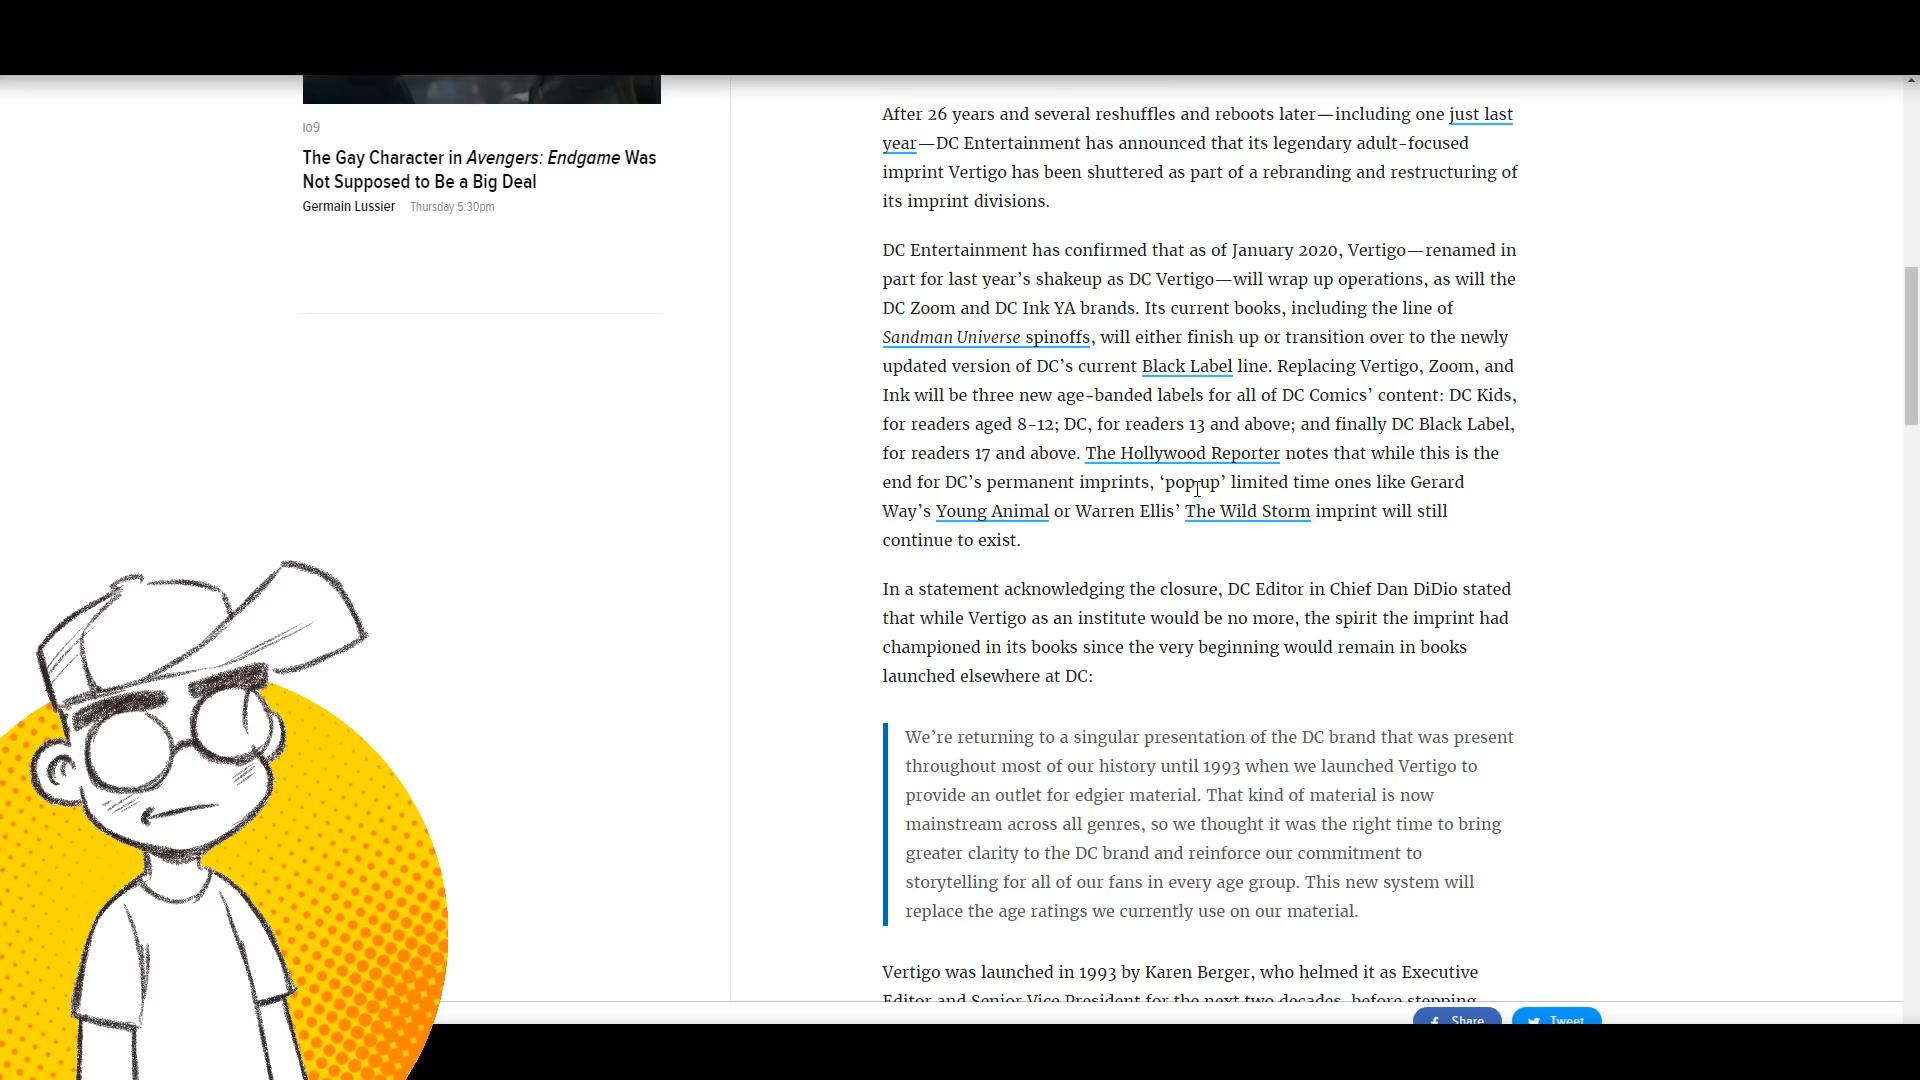 Io9
The Gay Character in Avengers: Endgame Was
Not Supposed to Be a Big Deal
Germain Lussier Thursday 5:30pm
After 26 years and several reshuffles and reboots later—including one just last
year—DC Entertainment has announced that its legendary adult-focused
imprint Vertigo has been shuttered as part of a rebranding and restructuring of
its imprint divisions.
DC Entertainment has confirmed that as of January 2020, Vertigo—renamed in
part for last year’s shakeup as DC Vertigo—will wrap up operations, as will the
DC Zoom and DC Ink YA brands. Its current books, including the line of
Sandman Universe spinoffs, will either finish up or transition over to the newly
updated version of DC’s current Black Label line. Replacing Vertigo, Zoom, and
Ink will be three new age-banded labels for all of DC Comics’ content: DC Kids,
for readers aged 8-12; DC, for readers 13 and above; and finally DC Black Label,
for readers 17 and above. The Hollywood Reporter notes that while this is the
end for DC’s permanent imprints, ‘pop-up’ limited time ones like Gerard
Way’s Young Animal or Warren Ellis’ The Wild Storm imprint will still
continue to exist.
In a statement acknowledging the closure, DC Editor in Chief Dan DiDio stated
that while Vertigo as an institute would be no more, the spirit the imprint had
championed in its books since the very beginning would remain in books
launched elsewhere at DC:
We’re returning to a singular presentation of the DC brand that was present
throughout most of our history until 1993 when we launched Vertigo to
provide an outlet for edgier material. That kind of material is now
mainstream across all genres, so we thought it was the right time to bring
greater clarity to the DC brand and reinforce our commitment to
storytelling for all of our fans in every age group. This new system will
replace the age ratings we currently use on our material.
Vertigo was launched in 1993 by Karen Berger, who helmed it as Executive
Editor and Senior Vice President for the next two decades, before stepping
Share Tweet